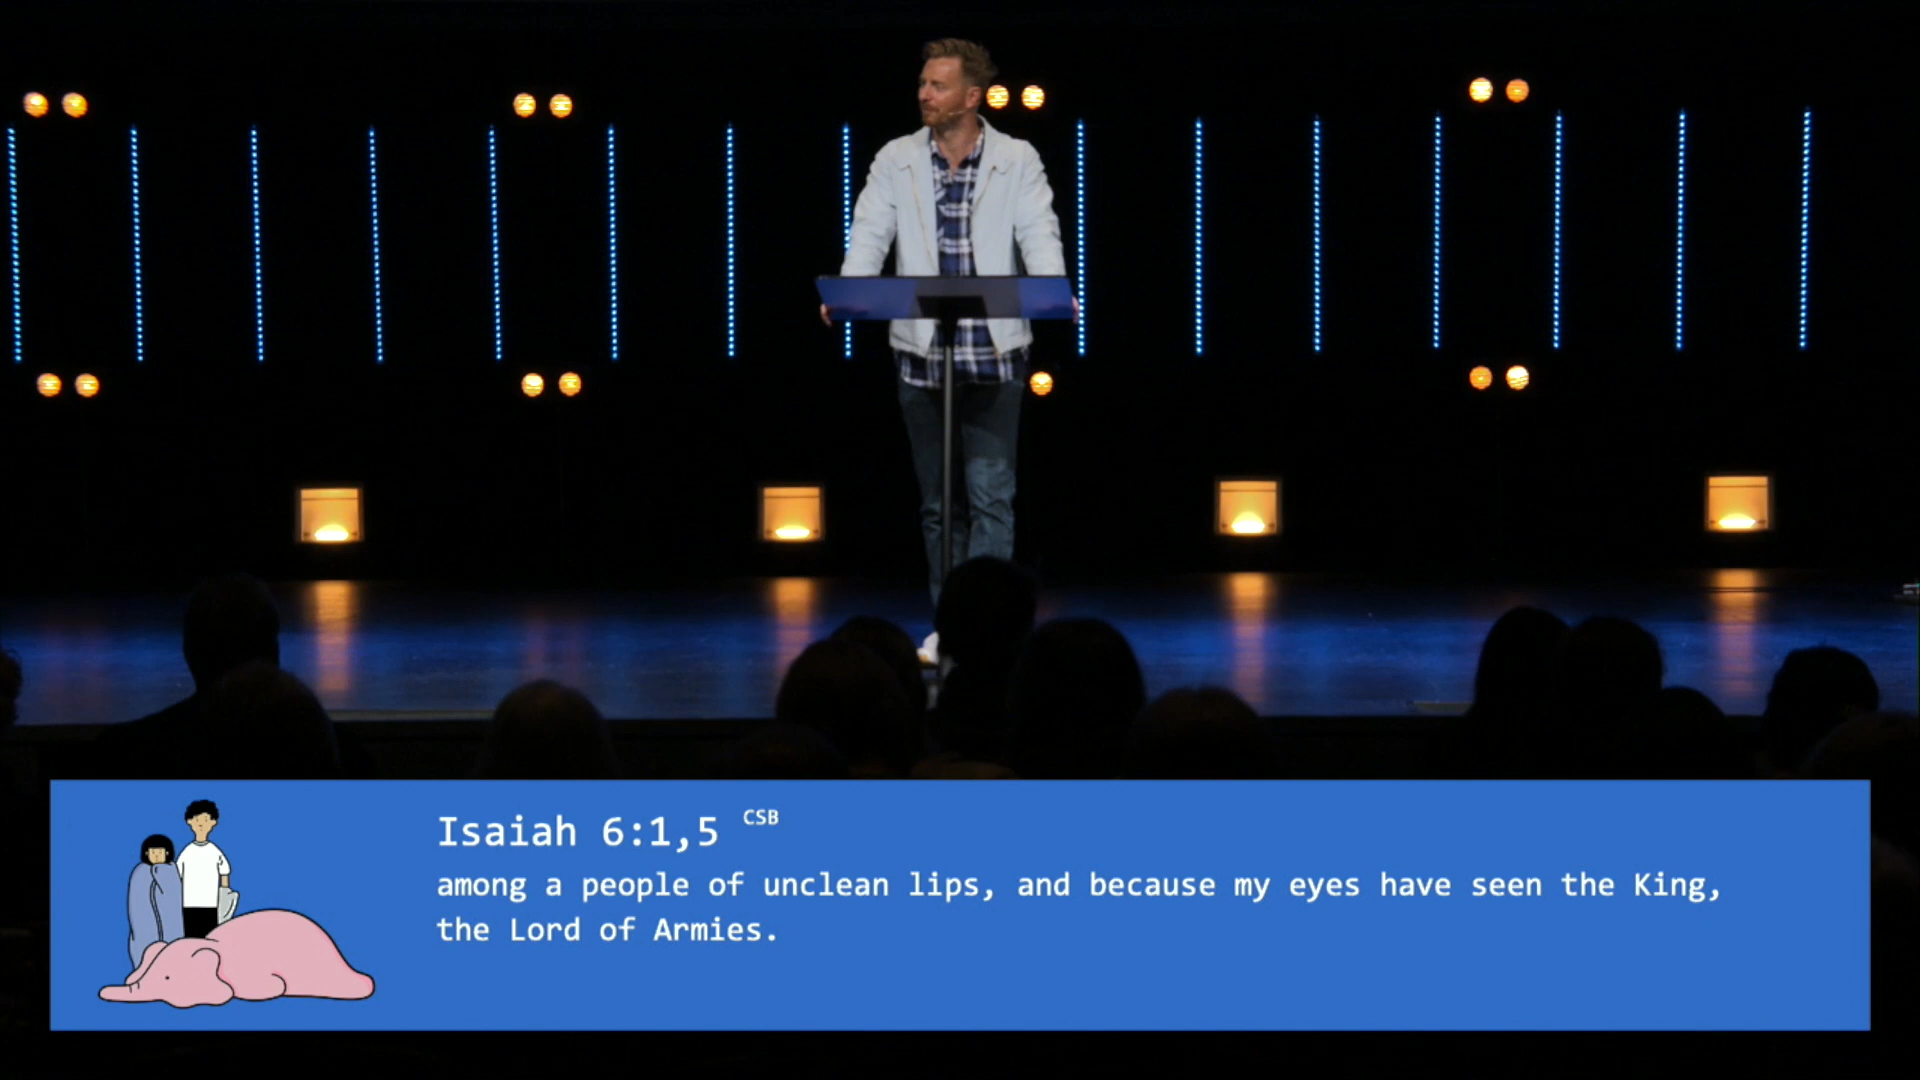 Isaiah 6:1,5 CSB
among a people of unclean lips, and because my eyes have seen the King,
the Lord of Armies.